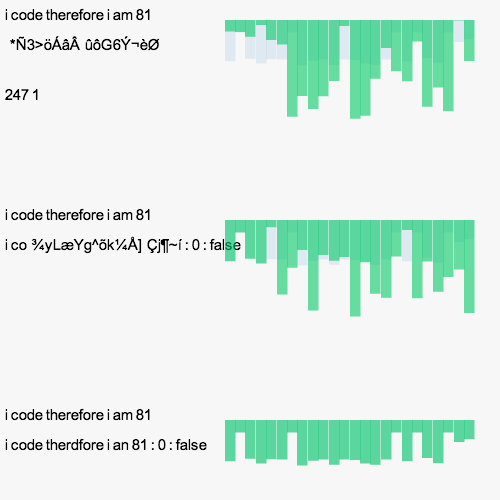 i code therefore i am 81
*Ñ3>öÁâÂ ûôG6Ý¬èØ
247 1
i code therefore i am 81
i co ¾yLæYg^õk¼Å] Çj¶~í : 0 : false
i code therefore i am 81
i code therdfore i an 81 : 0 : false